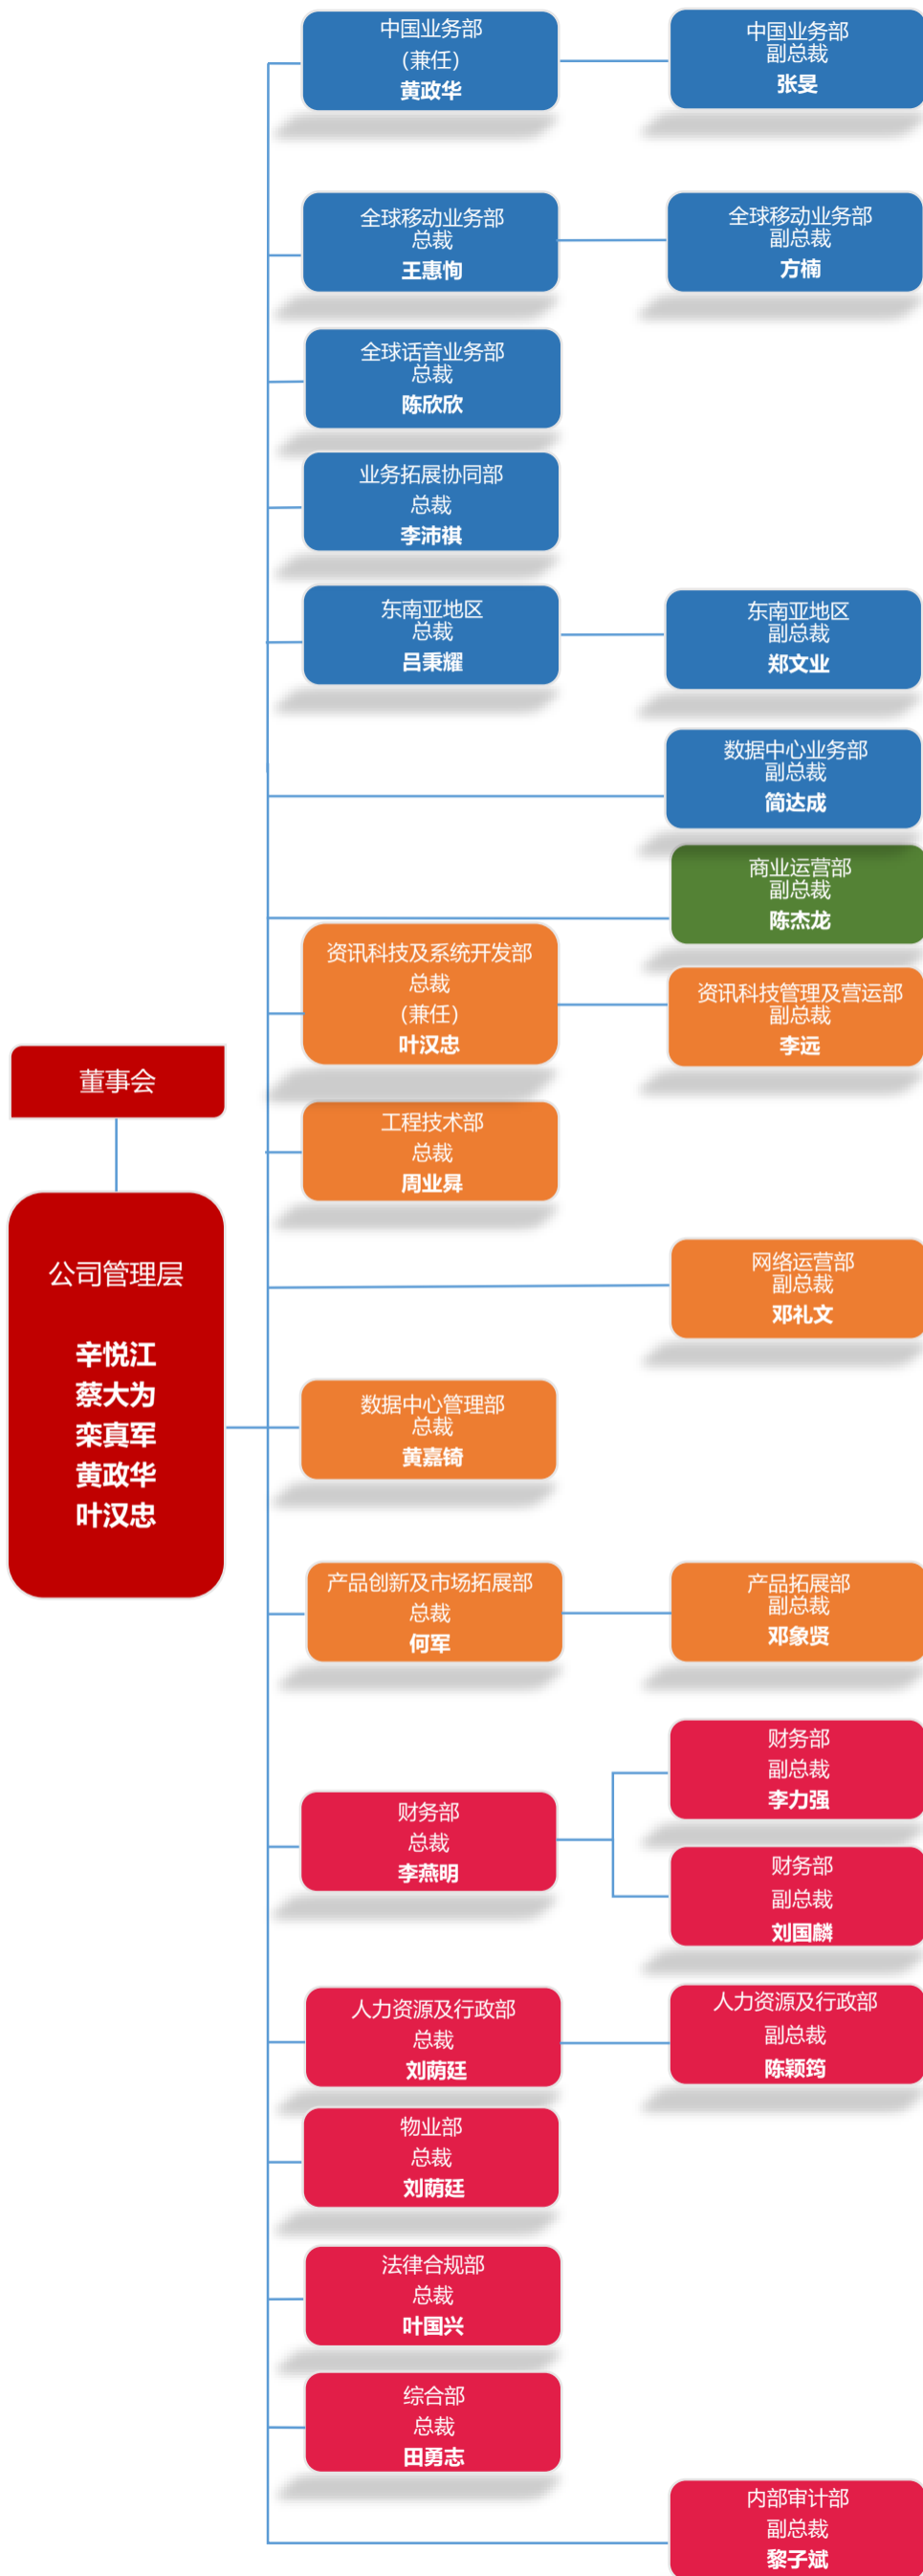 中国业务部
(兼任)
黄政华
中国业务部
副总裁
张旻
全球移动业务部
总裁
王惠恂
全球移动业务部
副总裁
方楠
全球话音业务部
总裁
陈欣欣
业务拓展协同部
总裁
李沛祺
东南亚地区
总裁
吕秉耀
东南亚地区
副总裁
郑文业
数据中心业务部
副总裁
简达成
商业运营部
副总裁
陈杰龙
资讯科技及系统开发部
总裁
(兼任)
叶汉忠
资讯科技管理及营运部
副总裁
李远
董事会
工程技术部
总裁
周业舜
公司管理层
辛悦江
蔡大为
栾真军
黄政华
叶汉忠
网络运营部
副总裁
邓礼文
数据中心管理部
总裁
黄嘉锜
产品创新及市场拓展部
总裁
何军
产品拓展部
副总裁
邓象贤
财务部
总裁
李燕明
财务部
副总裁
李力强
财务部
副总裁
刘国麟
人力资源及行政部
总裁
刘荫廷
人力资源及行政部
副总裁
陈颖筠
物业部
总裁
刘荫廷
法律合规部
总裁
叶国兴
综合部
总裁
田勇志
内部审计部
副总裁
黎子斌